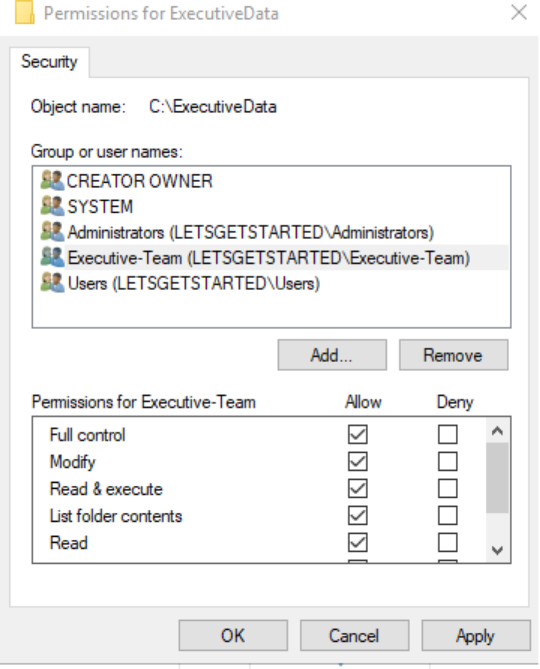 Permissions for ExecutiveData
Security
Object name: C:\ExecutiveData
Group or user names:
CREATOR OWNER
SYSTEM
Administrators (LETSGETSTARTED\Administrators)
Executive-Team (LETSGETSTARTED\Executive-Team)
Users (LETSGETSTARTED\Users)
Add... Remove
Permissions for Executive-Team Allow Deny
Full control
Modify
Read & execute
List folder contents
Read
OK Cancel Apply